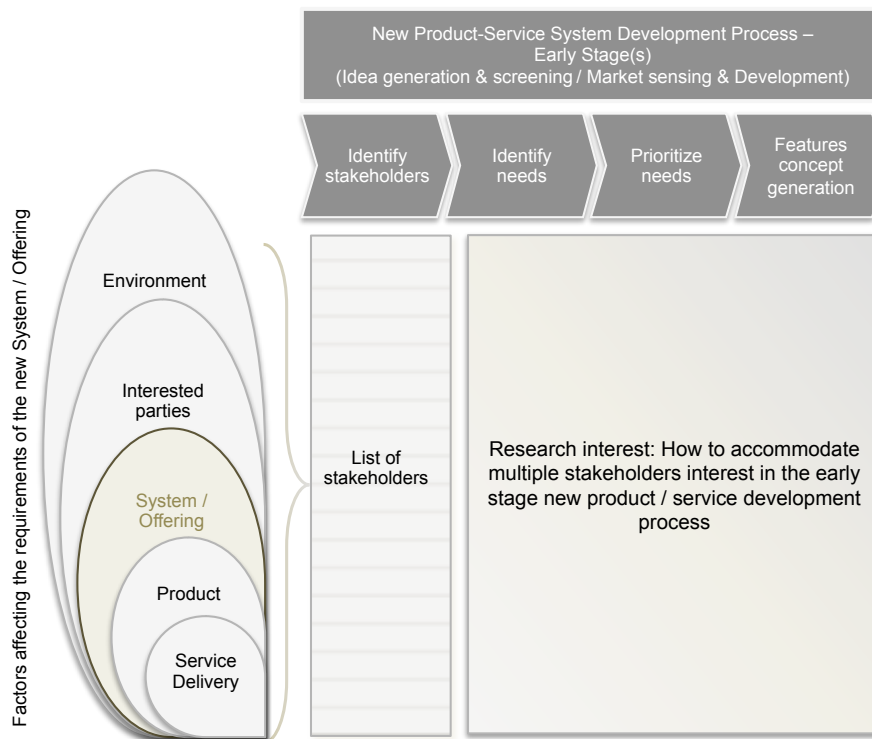 New Product-Service System Development Process –
Early Stage(s)
(Idea generation & screening / Market sensing & Development)
Identify
stakeholders
Identify
needs
Prioritize
needs
Features
concept
generation
Factors affecting the requirements of the new System / Offering
Environment
Interested
parties
System /
Offering
Product
Service
Delivery
List of
stakeholders
Research interest: How to accommodate
multiple stakeholders interest in the early
stage new product / service development
process